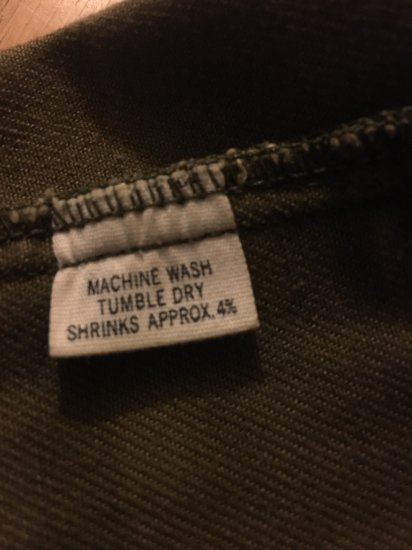 MACHINE WASH
TUMBLE DRY
SHRINKS APPROX. 4%